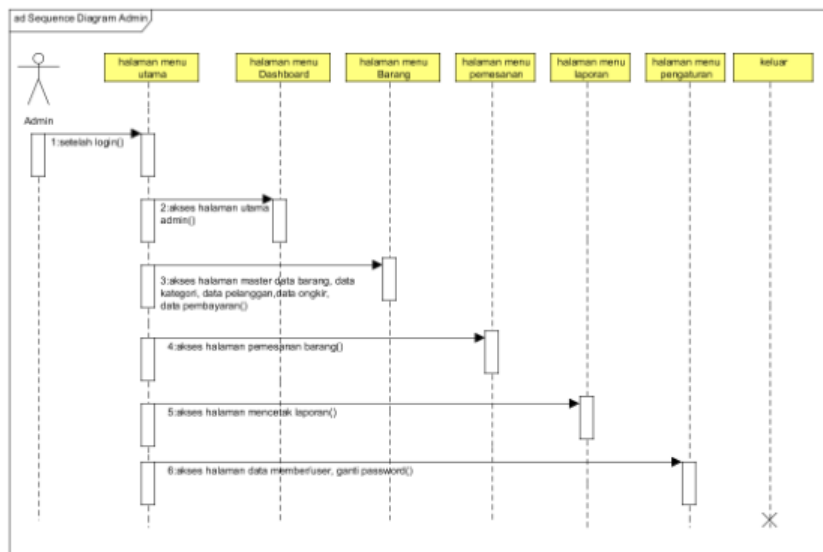 ad Sequence Diagram Admin
halaman menu
utama
halaman menu
Dashboard
halaman menu
Barang
halaman menu
pemesanan
halaman menu
laporan
halaman menu
pengaturan
keluar
Admin
1:setelah login()
2:akses halaman utama
admin()
3:akses halaman master data barang, data
kategori, data pelanggan,data ongkir,
data pembayaran()
4:akses halaman pemesanan barang()
5:akses halaman mencetak laporan()
6:akses halaman data member/user, ganti password()